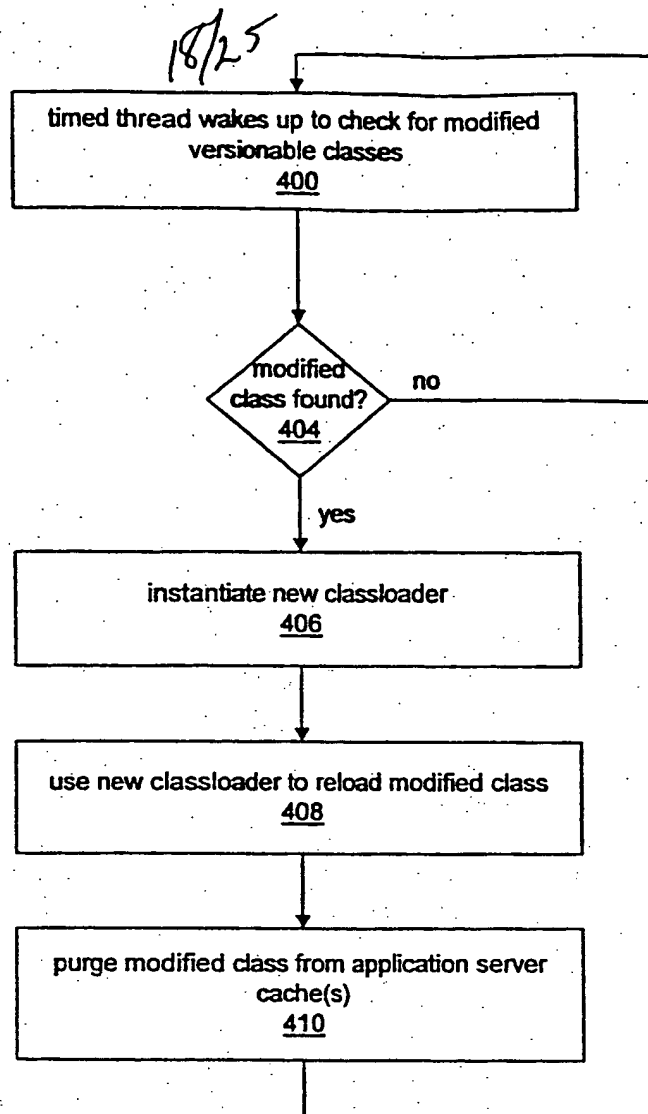 18/25
timed thread wakes up to check for modified
versionable classes
400
modified
class found?
404
no
yes
instantiate new classloader
406
use new classloader to reload modified class
408
purge modified class from application server
cache(s)
410